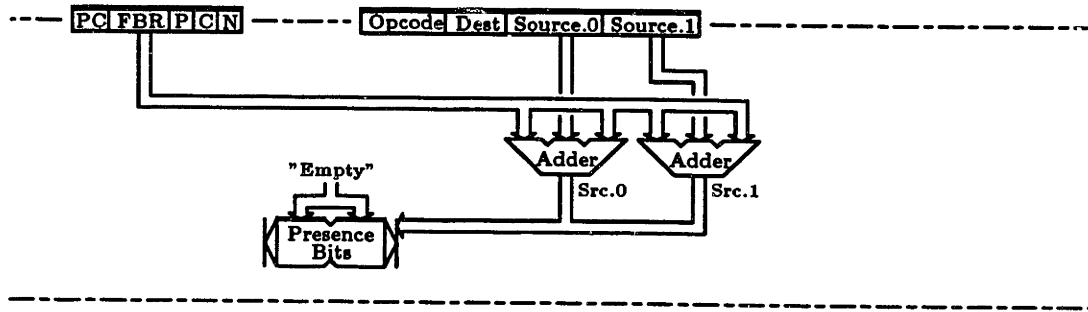 PC FBR P C N
Opcode Dest Source.0 Source.1
Adder
Adder
"Empty"
Src.0
Src.1
Presence
Bits